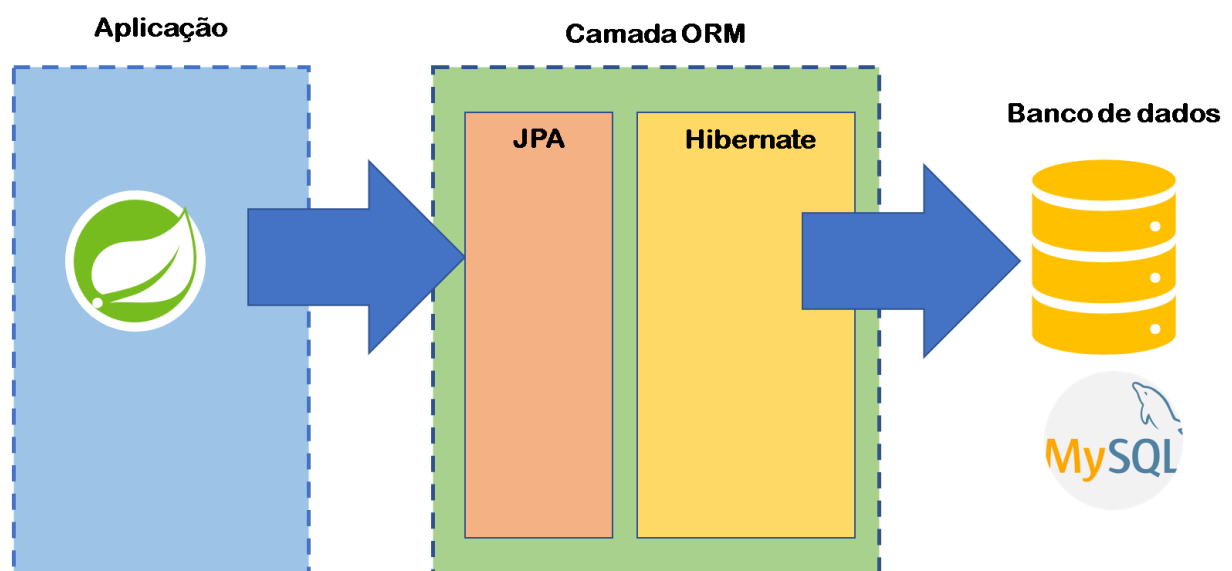 Aplicação
Camada ORM
Banco de dados
JPA
Hibernate
MySQL